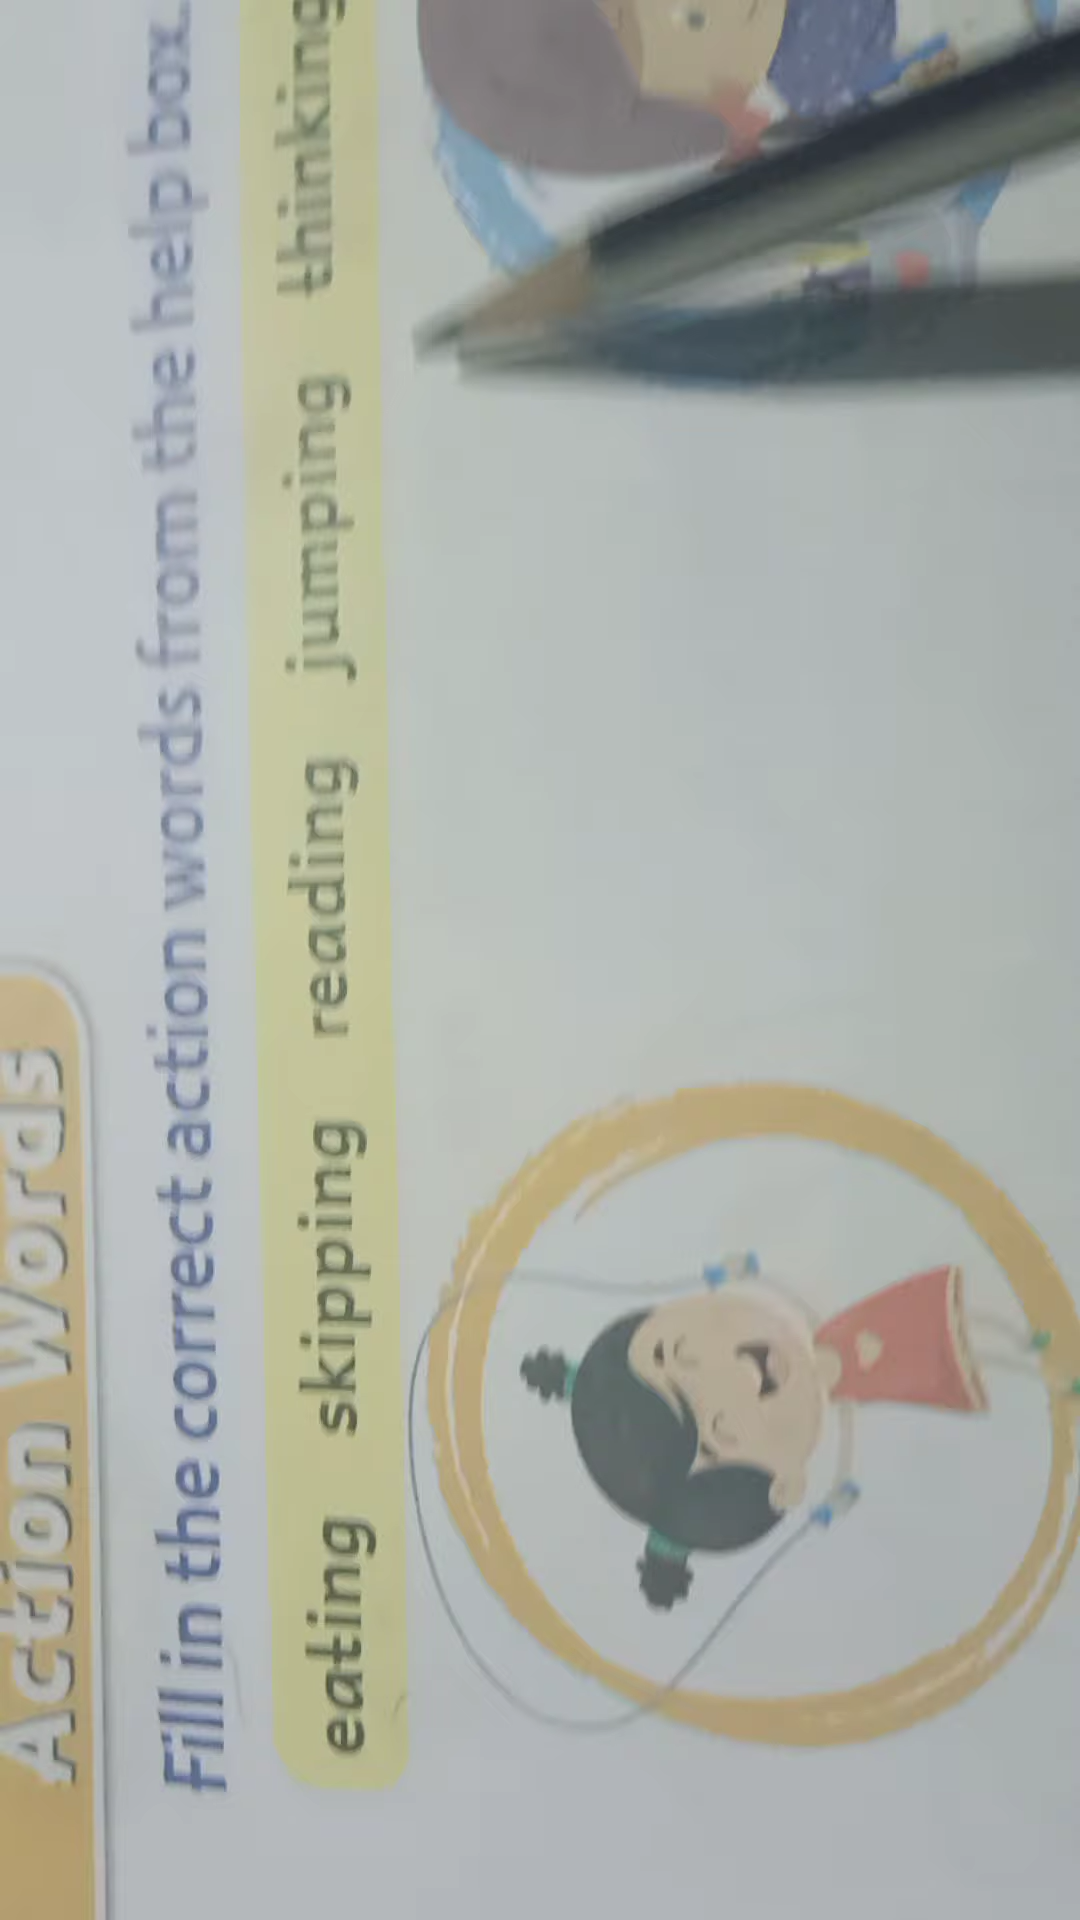 Action Words
Fill in the correct action words from the help box.
eating skipping reading jumping thinking